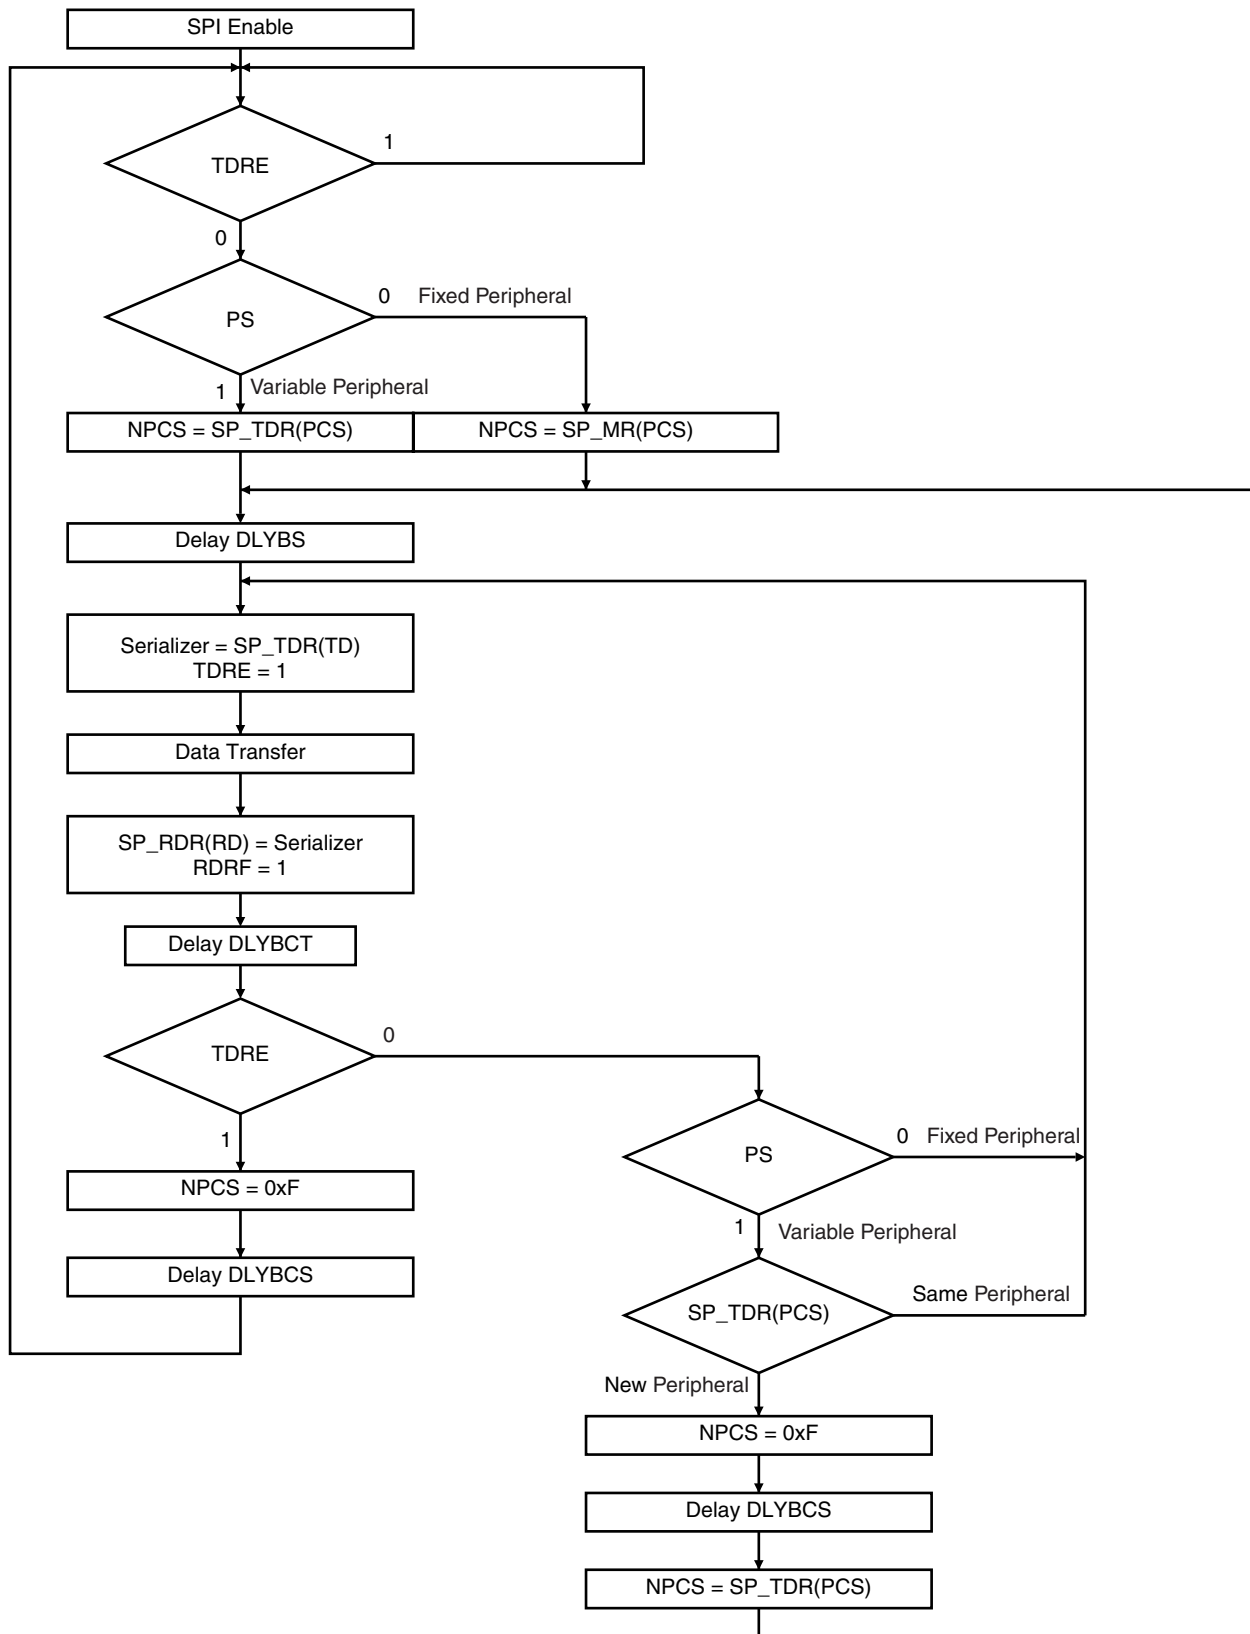 SPI Enable
1
TDRE
0
0 Fixed Peripheral
PS
1 Variable Peripheral
NPCS = SP_TDR(PCS)
NPCS = SP_MR(PCS)
Delay DLYBS
Serializer = SP_TDR(TD)
TDRE = 1
Data Transfer
SP_RDR(RD) = Serializer
RDRF = 1
Delay DLYBCT
TDRE
0
1
NPCS = 0xF
Delay DLYBCS
PS
0 Fixed Peripheral
1 Variable Peripheral
SP_TDR(PCS)
Same Peripheral
New Peripheral
NPCS = 0xF
Delay DLYBCS
NPCS = SP_TDR(PCS)